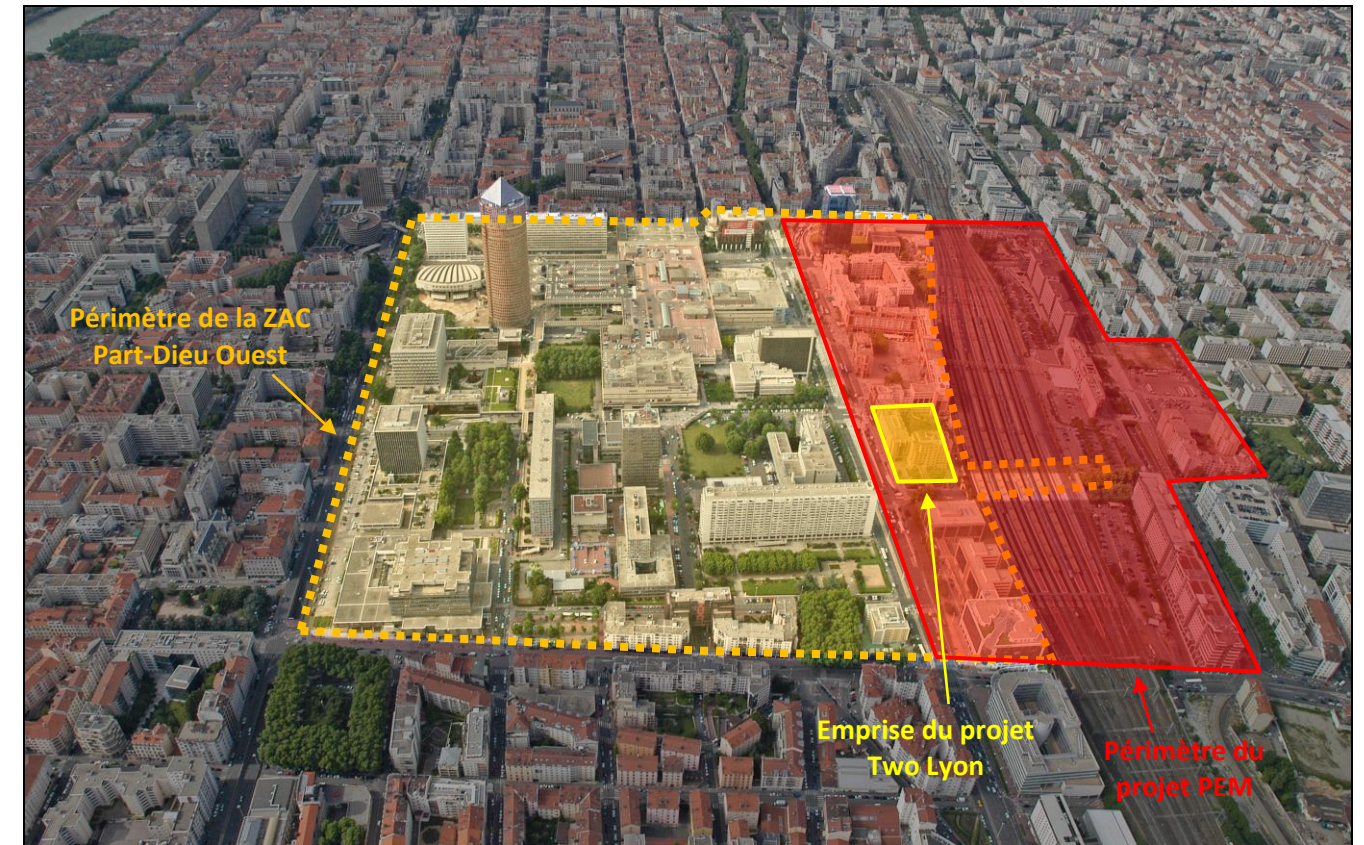 Périmètre de la ZAC
Part-Dieu Ouest
Emprise du projet
Two Lyon
Périmètre du
projet PEM